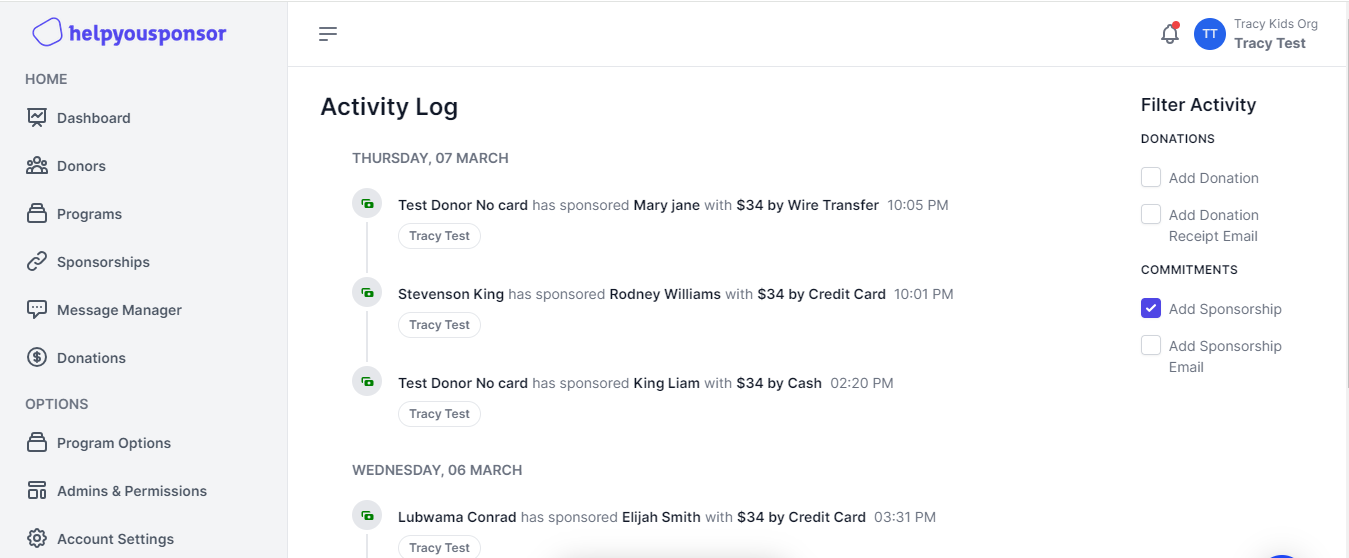 helpyousponsor
HOME
Dashboard
Donors
Programs
Sponsorships
Message Manager
Donations
OPTIONS
Program Options
Admins & Permissions
Account Settings
TT
Tracy Kids Org
Tracy Test
Activity Log
THURSDAY, 07 MARCH
Test Donor No card has sponsored Mary jane with $34 by Wire Transfer 10:05 PM
Tracy Test
Stevenson King has sponsored Rodney Williams with $34 by Credit Card 10:01 PM
Tracy Test
Test Donor No card has sponsored King Liam with $34 by Cash 02:20 PM
Tracy Test
WEDNESDAY, 06 MARCH
Lubwama Conrad has sponsored Elijah Smith with $34 by Credit Card 03:31 PM
Tracy Test
Filter Activity
DONATIONS
Add Donation
Add Donation
Receipt Email
COMMITMENTS
Add Sponsorship
Add Sponsorship
Email